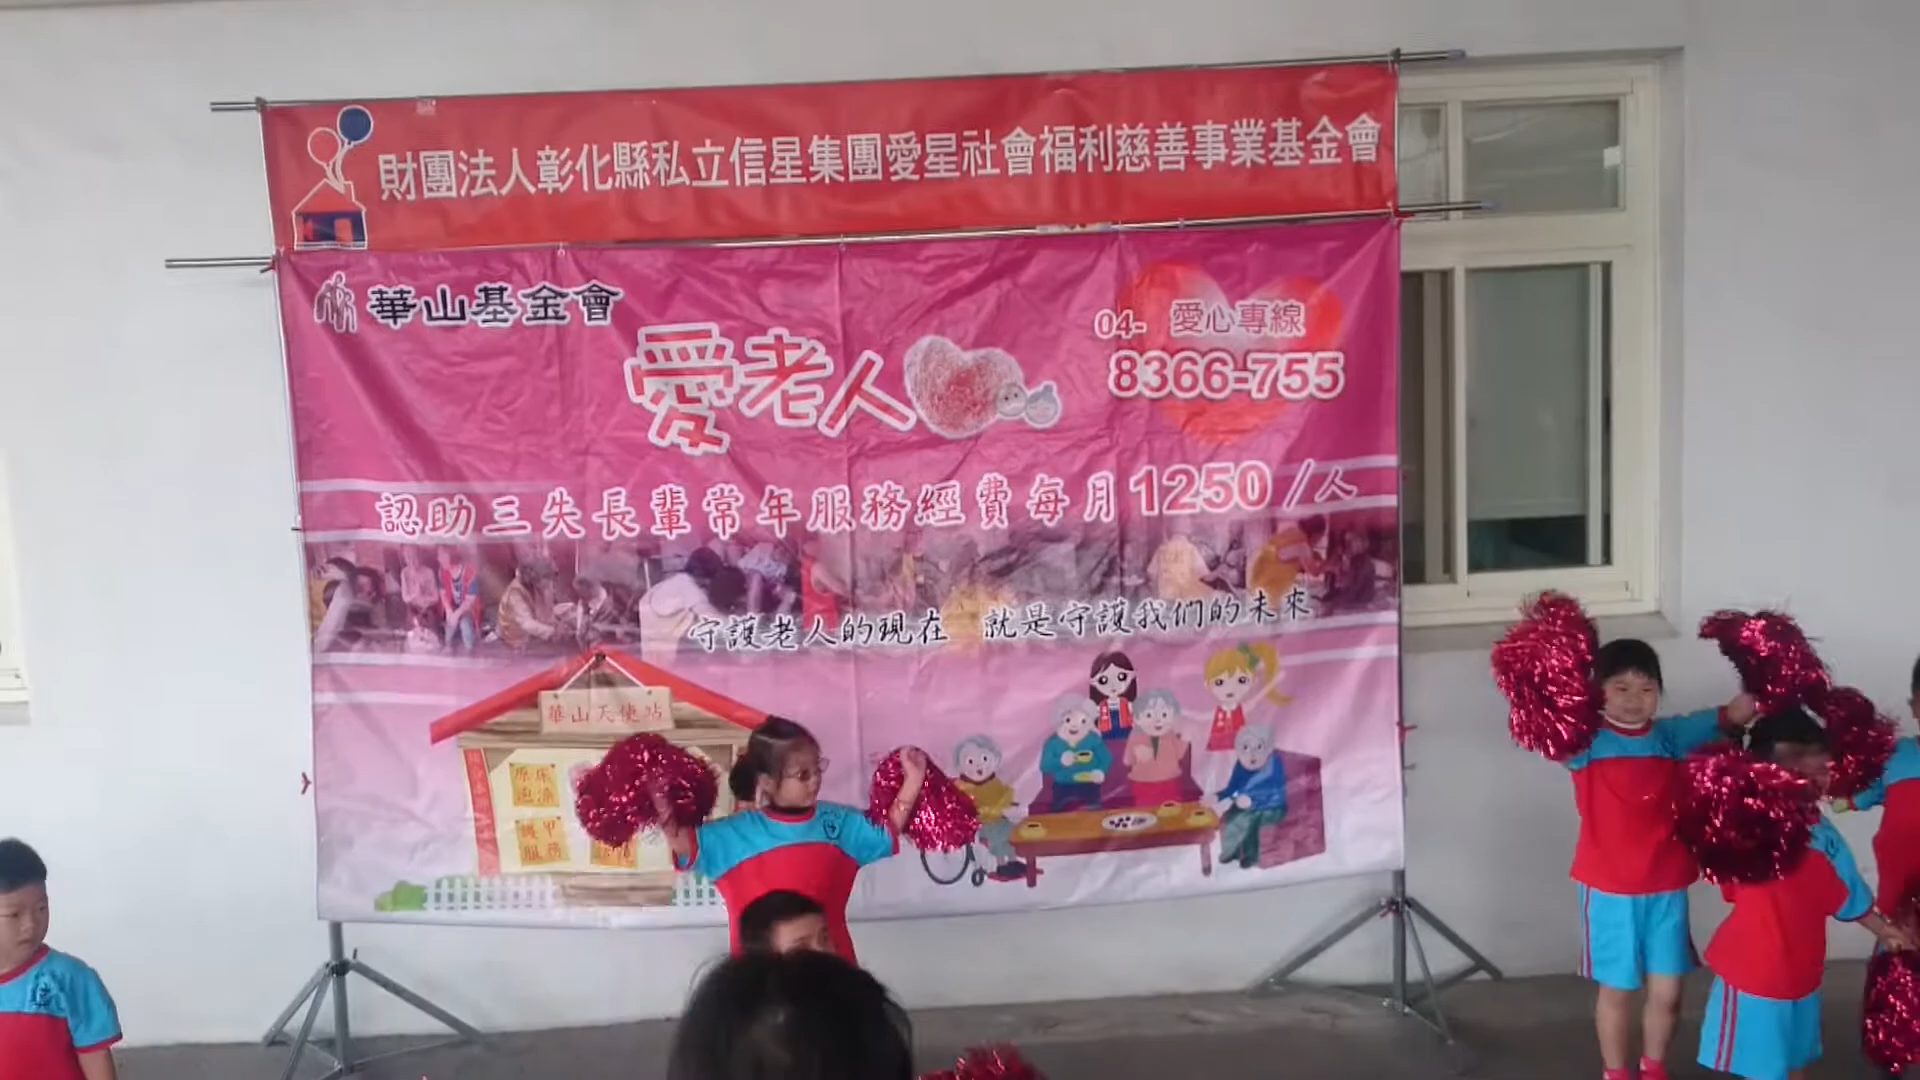 財團法人彰化縣私立信星集團愛星社會福利慈善事業基金會
華山基金會
愛老人
04- 愛心專線
8366-755
認助三失長輩常年服務經費每月1250/人
守護老人的現在 就是守護我們的未來
華山天使站